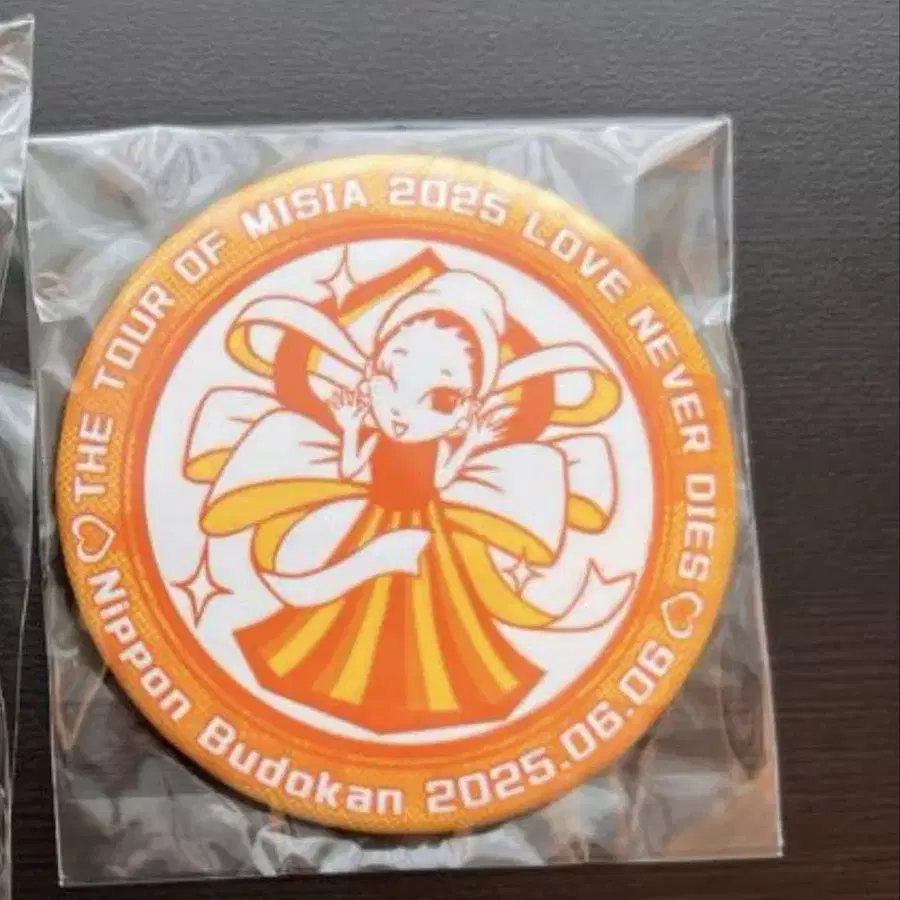 ♡THE TOUR OF MISIA 2025 LOVE NEVER DIES♡
Nippon Budokan 2025.06.06